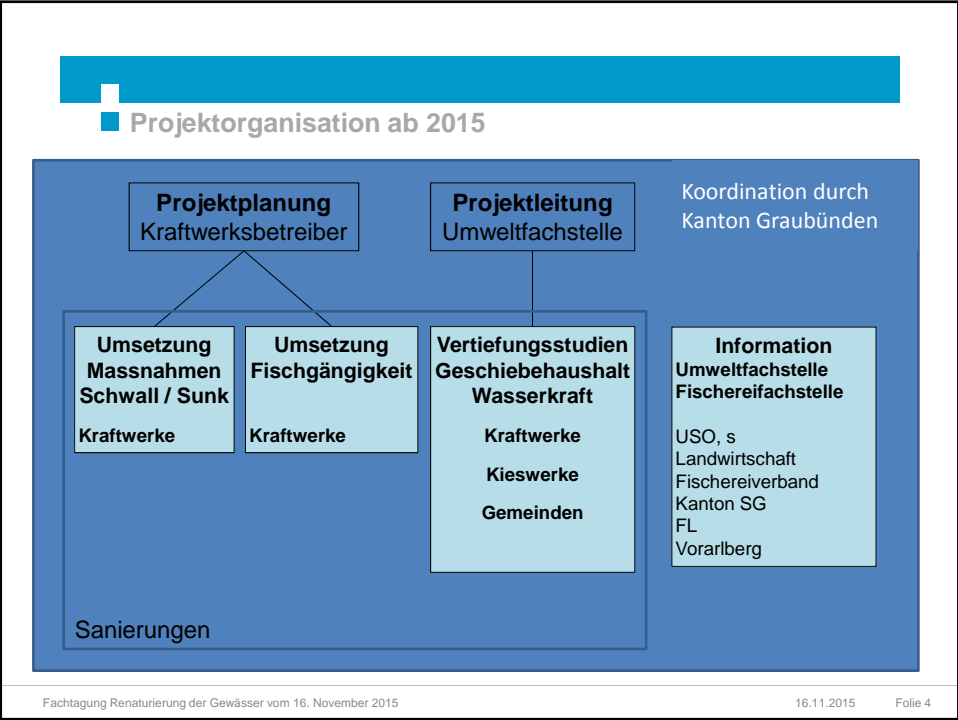 Projektorganisation ab 2015
Projektplanung
Kraftwerksbetreiber
Projektleitung
Umweltfachstelle
Koordination durch
Kanton Graubünden
Umsetzung
Massnahmen
Schwall / Sunk
Kraftwerke
Umsetzung
Fischgängigkeit
Kraftwerke
Vertiefungsstudien
Geschiebehaushalt
Wasserkraft
Kraftwerke
Kieswerke
Gemeinden
Information
Umweltfachstelle
Fischereifachstelle
USO, s
Landwirtschaft
Fischereiverband
Kanton SG
FL
Vorarlberg
Sanierungen
Fachtagung Renaturierung der Gewässer vom 16. November 2015
16.11.2015
Folie 4